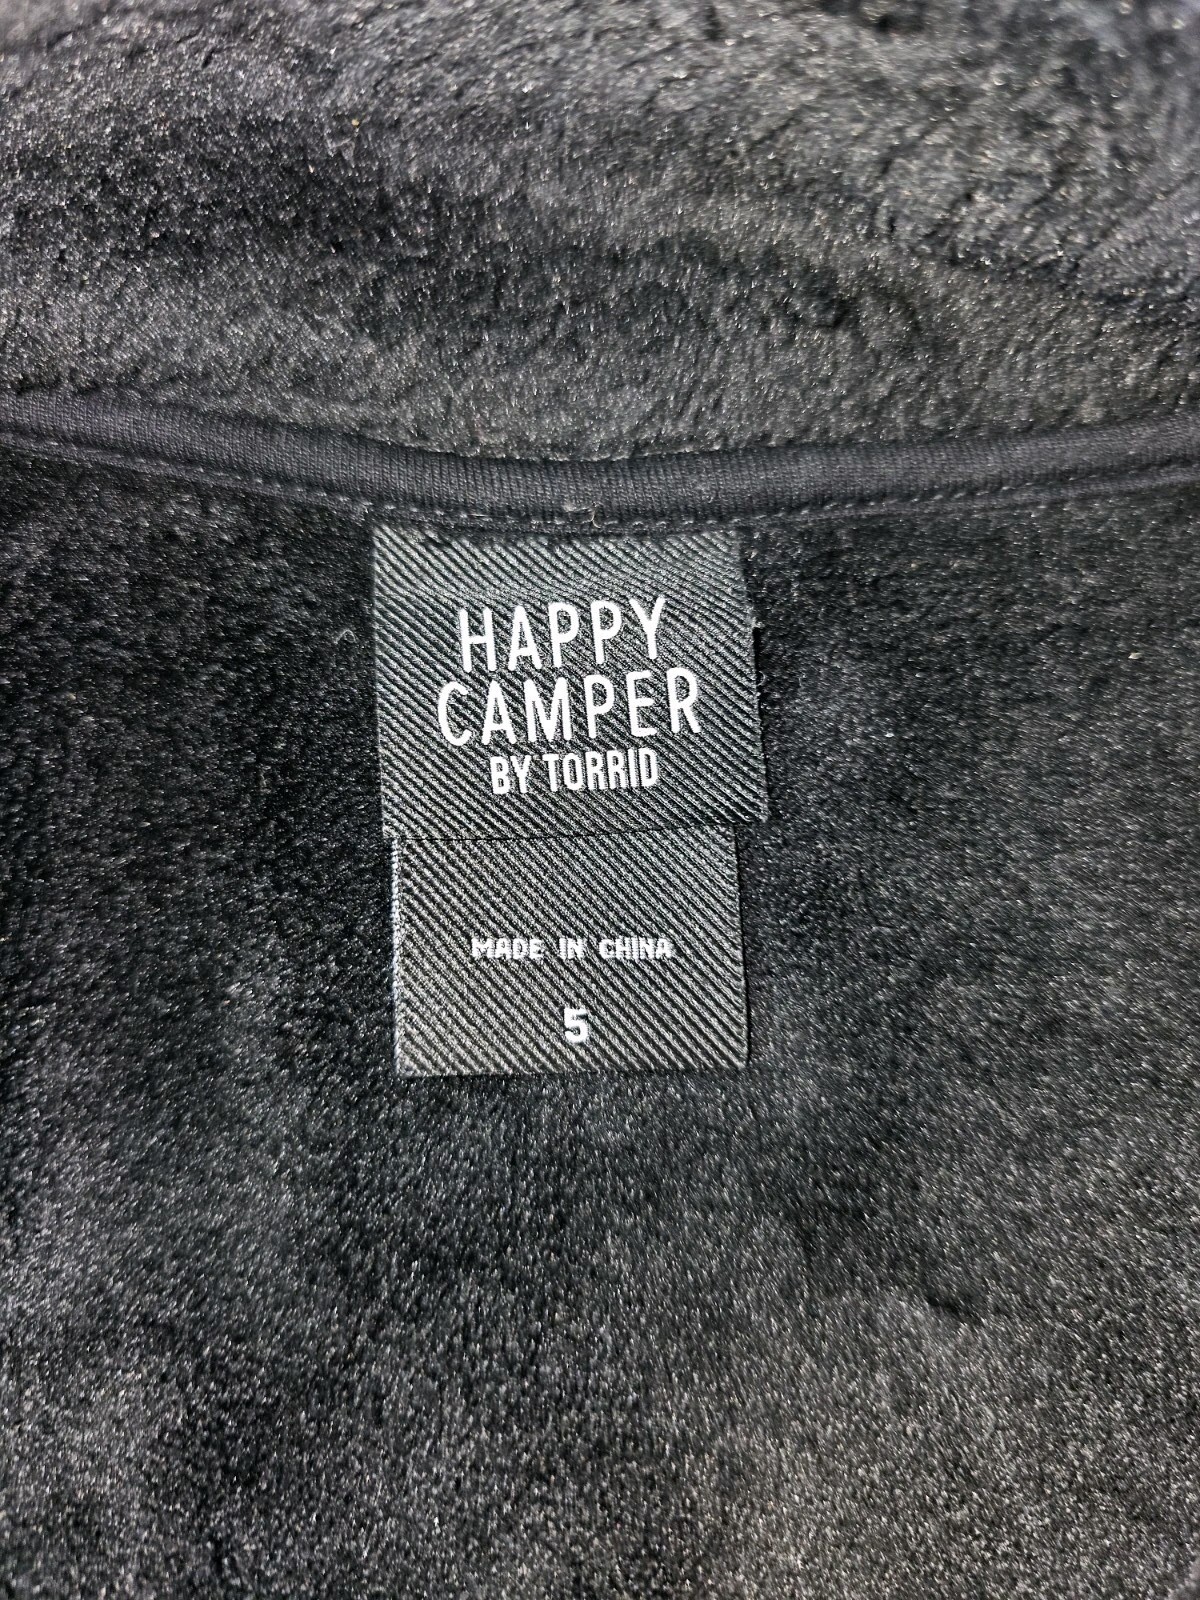 HAPPY
CAMPER
BY TORRID
MADE IN CHINA
5